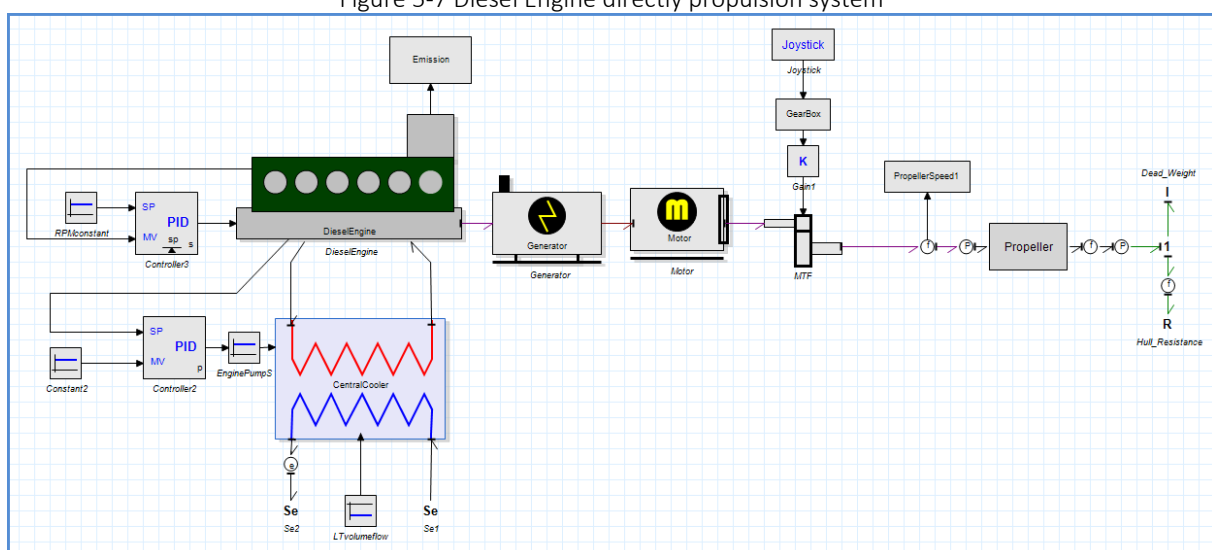 Figure 5-7 Diesel Engine directly propulsion system
Joystick
Joystick
Emission
GearBox
K
Gain1
PropellerSpeed1
Dead_Weight
I
SP
PID
MV
sp
s
RPMconstant
Controller3
DieselEngine
DieselEngine
Generator
Generator
m
Motor
Motor
MTF
f
P
Propeller
f
P
1
f
R
Hull_Resistance
SP
PID
MV
p
Constant2
Controller2
EnginePumpS
CentralCooler
e
Se
Se2
LTvolumeflow
Se
Se1